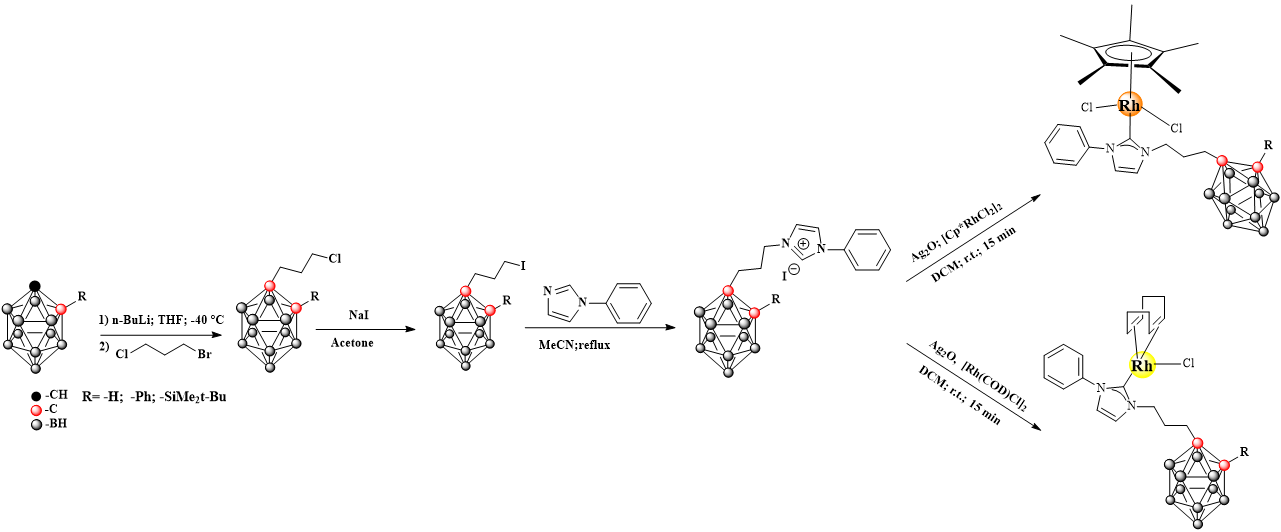 R
1) n-BuLi; THF; -40 °C
2) Cl Br
-CH
-C
-BH
R= -H; -Ph; -SiMe₂t-Bu
Cl
R
NaI
Acetone
I
R
N
N
MeCN;reflux
N
N
I
R
Ag₂O; [Cp*RhCl₂]₂
DCM; r.t.; 15 min
Rh
Cl
Cl
N
N
R
Ag₂O, [Rh(COD)Cl]₂
DCM; r.t.; 15 min
Rh
Cl
N
N
R